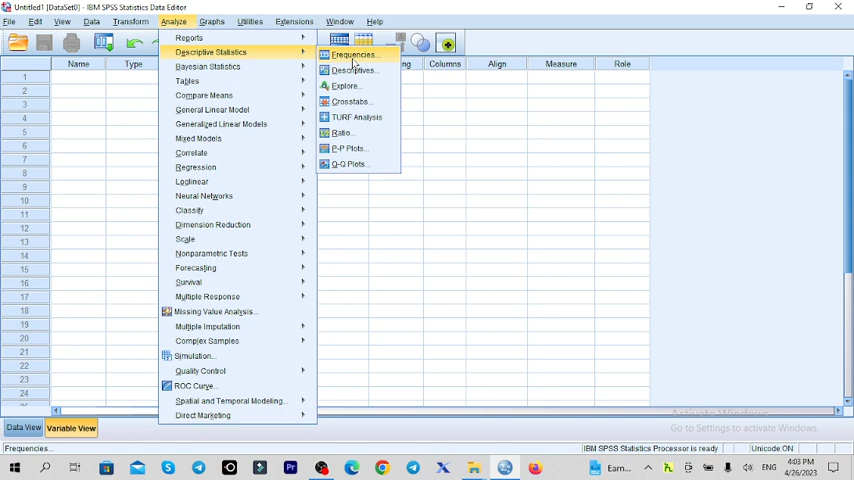 Untitled1 [DataSet0] - IBM SPSS Statistics Data Editor
File Edit View Data Transform Analyze Graphs Utilities Extensions Window Help
Name Type Columns Align Measure Role
Reports
Descriptive Statistics
Bayesian Statistics
Tables
Compare Means
General Linear Model
Generalized Linear Models
Mixed Models
Correlate
Regression
Loglinear
Neural Networks
Classify
Dimension Reduction
Scale
Nonparametric Tests
Forecasting
Survival
Multiple Response
Missing Value Analysis...
Multiple Imputation
Complex Samples
Simulation...
Quality Control
ROC Curve...
Spatial and Temporal Modeling...
Direct Marketing
Frequencies...
Descriptives...
Explore...
Crosstabs...
TURF Analysis
Ratio...
P-P Plots...
Q-Q Plots...
1
2
3
4
5
6
7
8
9
10
11
12
13
14
15
16
17
18
19
20
21
22
23
24
Activate Windows
Go to Settings to activate Windows.
Data View Variable View
Frequencies... IBM SPSS Statistics Processor is ready Unicode:ON
Earn... ENG 4:03 PM
4/26/2023